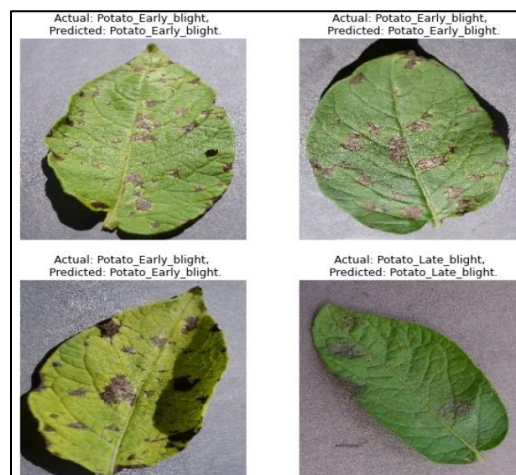 Actual: Potato_Early_blight,
Predicted: Potato_Early_blight.
Actual: Potato_Early_blight,
Predicted: Potato_Early_blight.
Actual: Potato_Early_blight,
Predicted: Potato_Early_blight.
Actual: Potato_Late_blight,
Predicted: Potato_Late_blight.